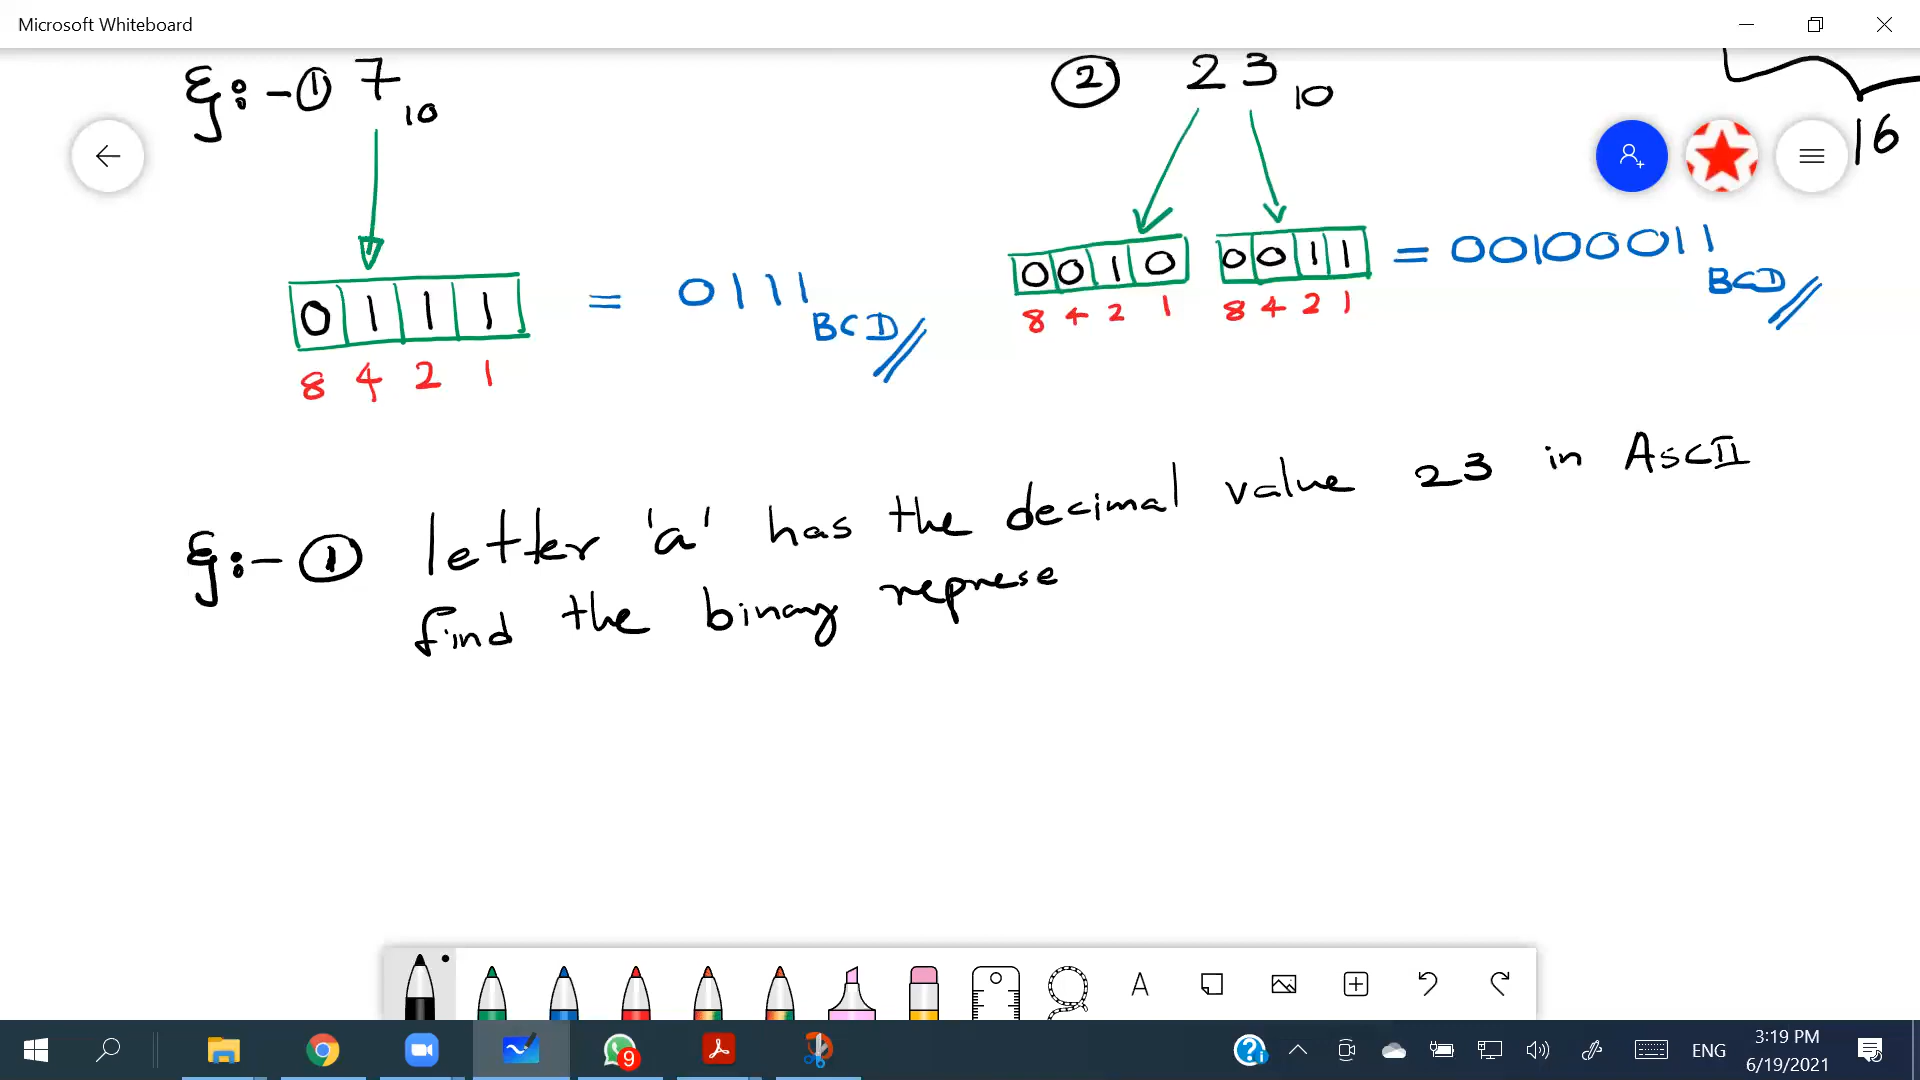 Microsoft Whiteboard
Eg:- ① 7₁₀
② 23₁₀
16
0 1 1 1 = 0111 BCD
8 4 2 1
0 0 1 0 0 0 1 1 = 00100011 BCD
8 4 2 1 8 4 2 1
Eg:- ① letter 'a' has the decimal value 23 in AscII
find the binary represe
A
9
ENG
3:19 PM
6/19/2021